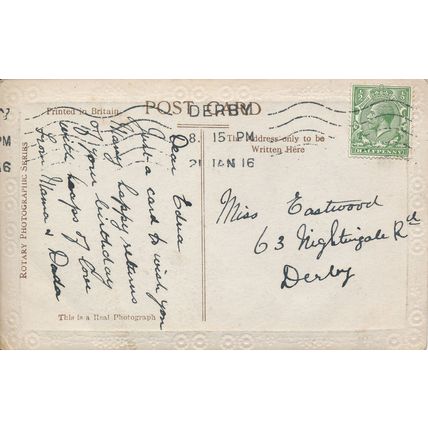 Printed in Britain
POST CARD
DERBY
8. 15 PM
21 JAN 16
PM
16
The Address only to be
Written Here
HALFPENNY
ROTARY PHOTOGRAPHIC SERIES
Dear Edna
Just a card to wish you
Many happy returns
of your birthday
with heaps of love
from Mama & Dada
Miss Eastwood
63 Nightingale Rd
Derby
This is a Real Photograph